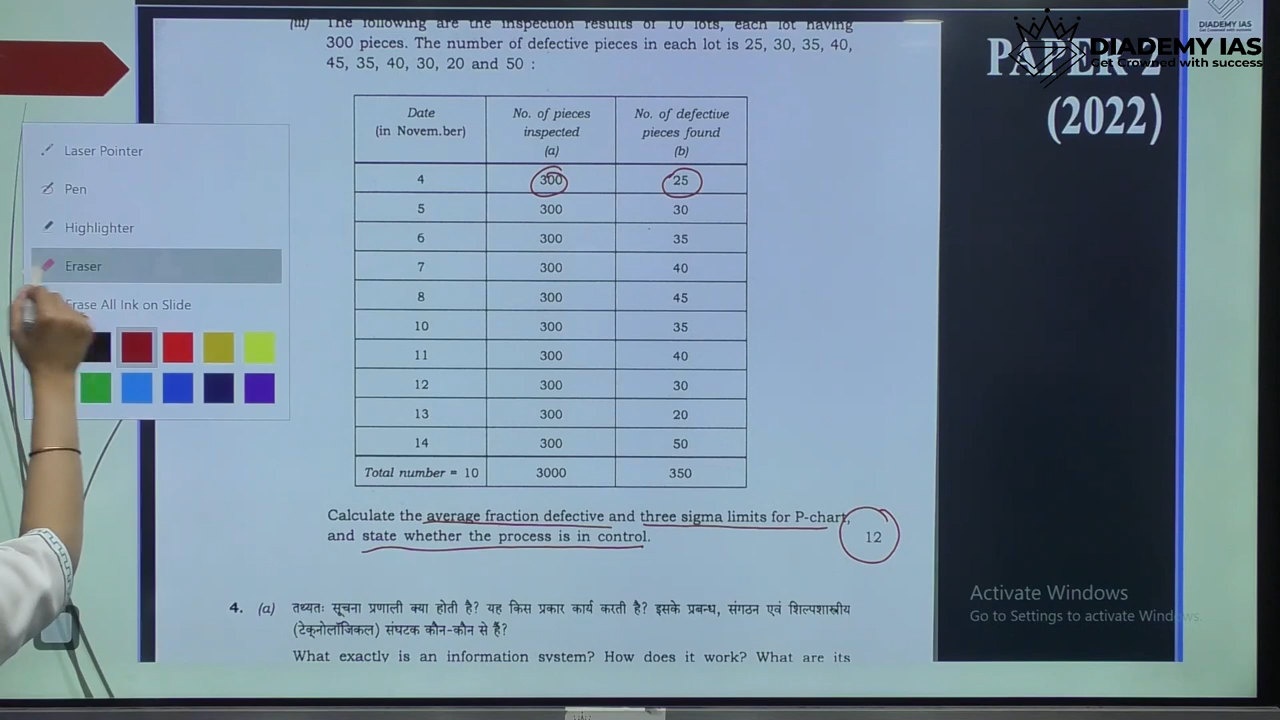 DIADEMY IAS
Get Crowned with success
PAPER-2
DIADEMY IAS
Get Crowned with success
(2022)
(iii) The following are the inspection results of 10 lots, each lot having
300 pieces. The number of defective pieces in each lot is 25, 30, 35, 40,
45, 35, 40, 30, 20 and 50 :
Date
(in Novem.ber)
No. of pieces
inspected
(a)
No. of defective
pieces found
(b)
4 300 25
5 300 30
6 300 35
7 300 40
8 300 45
10 300 35
11 300 40
12 300 30
13 300 20
14 300 50
Total number = 10 3000 350
Calculate the average fraction defective and three sigma limits for P-chart,
and state whether the process is in control.
12
4. (a) तथ्यतः सूचना प्रणाली क्या होती है? यह किस प्रकार कार्य करती है? इसके प्रबन्ध, संगठन एवं शिल्पशास्त्रीय
(टेक्नोलॉजिकल) संघटक कौन-कौन से हैं?
What exactly is an information system? How does it work? What are its
Laser Pointer
Pen
Highlighter
Eraser
Erase All Ink on Slide
Activate Windows
Go to Settings to activate Windows.